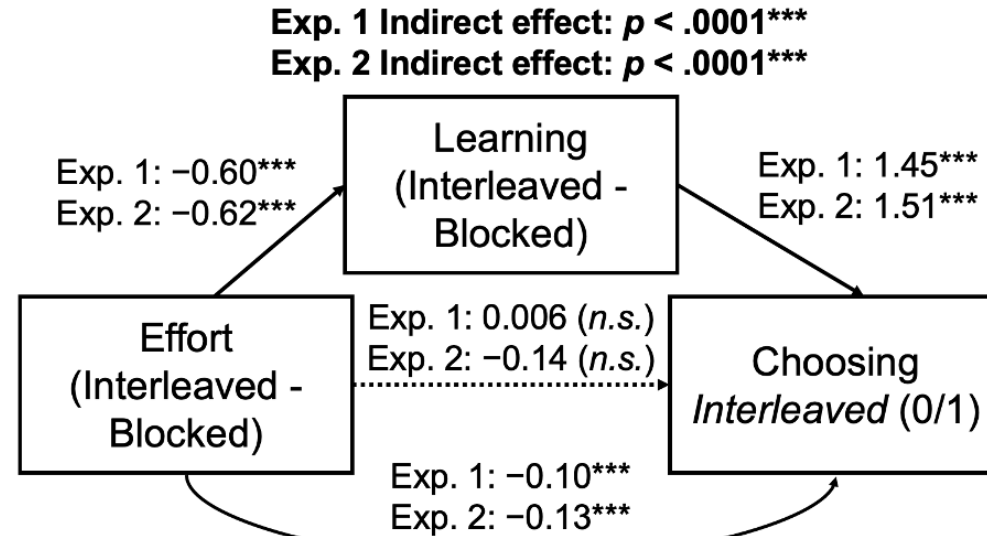 Exp. 1 Indirect effect: p < .0001***
Exp. 2 Indirect effect: p < .0001***
Learning
(Interleaved -
Blocked)
Exp. 1: −0.60***
Exp. 2: −0.62***
Exp. 1: 1.45***
Exp. 2: 1.51***
Effort
(Interleaved -
Blocked)
Exp. 1: 0.006 (n.s.)
Exp. 2: −0.14 (n.s.)
Choosing
Interleaved (0/1)
Exp. 1: −0.10***
Exp. 2: −0.13***